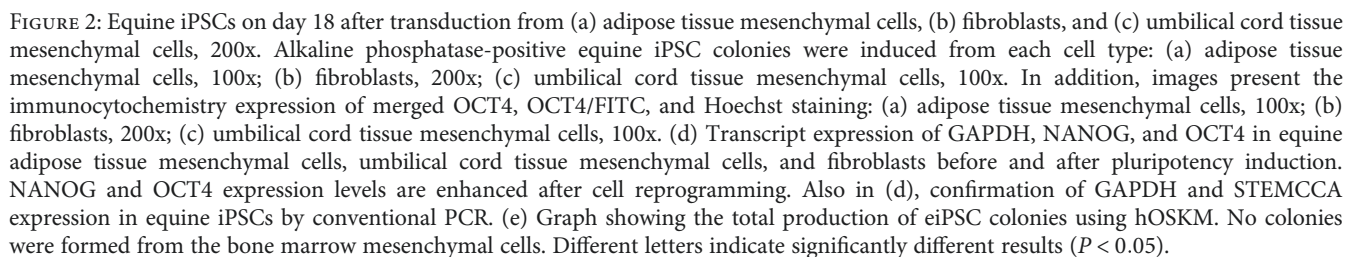 FIGURE 2: Equine iPSCs on day 18 after transduction from (a) adipose tissue mesenchymal cells, (b) fibroblasts, and (c) umbilical cord tissue
mesenchymal cells, 200x. Alkaline phosphatase-positive equine iPSC colonies were induced from each cell type: (a) adipose tissue
mesenchymal cells, 100x; (b) fibroblasts, 200x; (c) umbilical cord tissue mesenchymal cells, 100x. In addition, images present the
immunocytochemistry expression of merged OCT4, OCT4/FITC, and Hoechst staining: (a) adipose tissue mesenchymal cells, 100x; (b)
fibroblasts, 200x; (c) umbilical cord tissue mesenchymal cells, 100x. (d) Transcript expression of GAPDH, NANOG, and OCT4 in equine
adipose tissue mesenchymal cells, umbilical cord tissue mesenchymal cells, and fibroblasts before and after pluripotency induction.
NANOG and OCT4 expression levels are enhanced after cell reprogramming. Also in (d), confirmation of GAPDH and STEMCCA
expression in equine iPSCs by conventional PCR. (e) Graph showing the total production of eiPSC colonies using hOSKM. No colonies
were formed from the bone marrow mesenchymal cells. Different letters indicate significantly different results (P < 0.05).